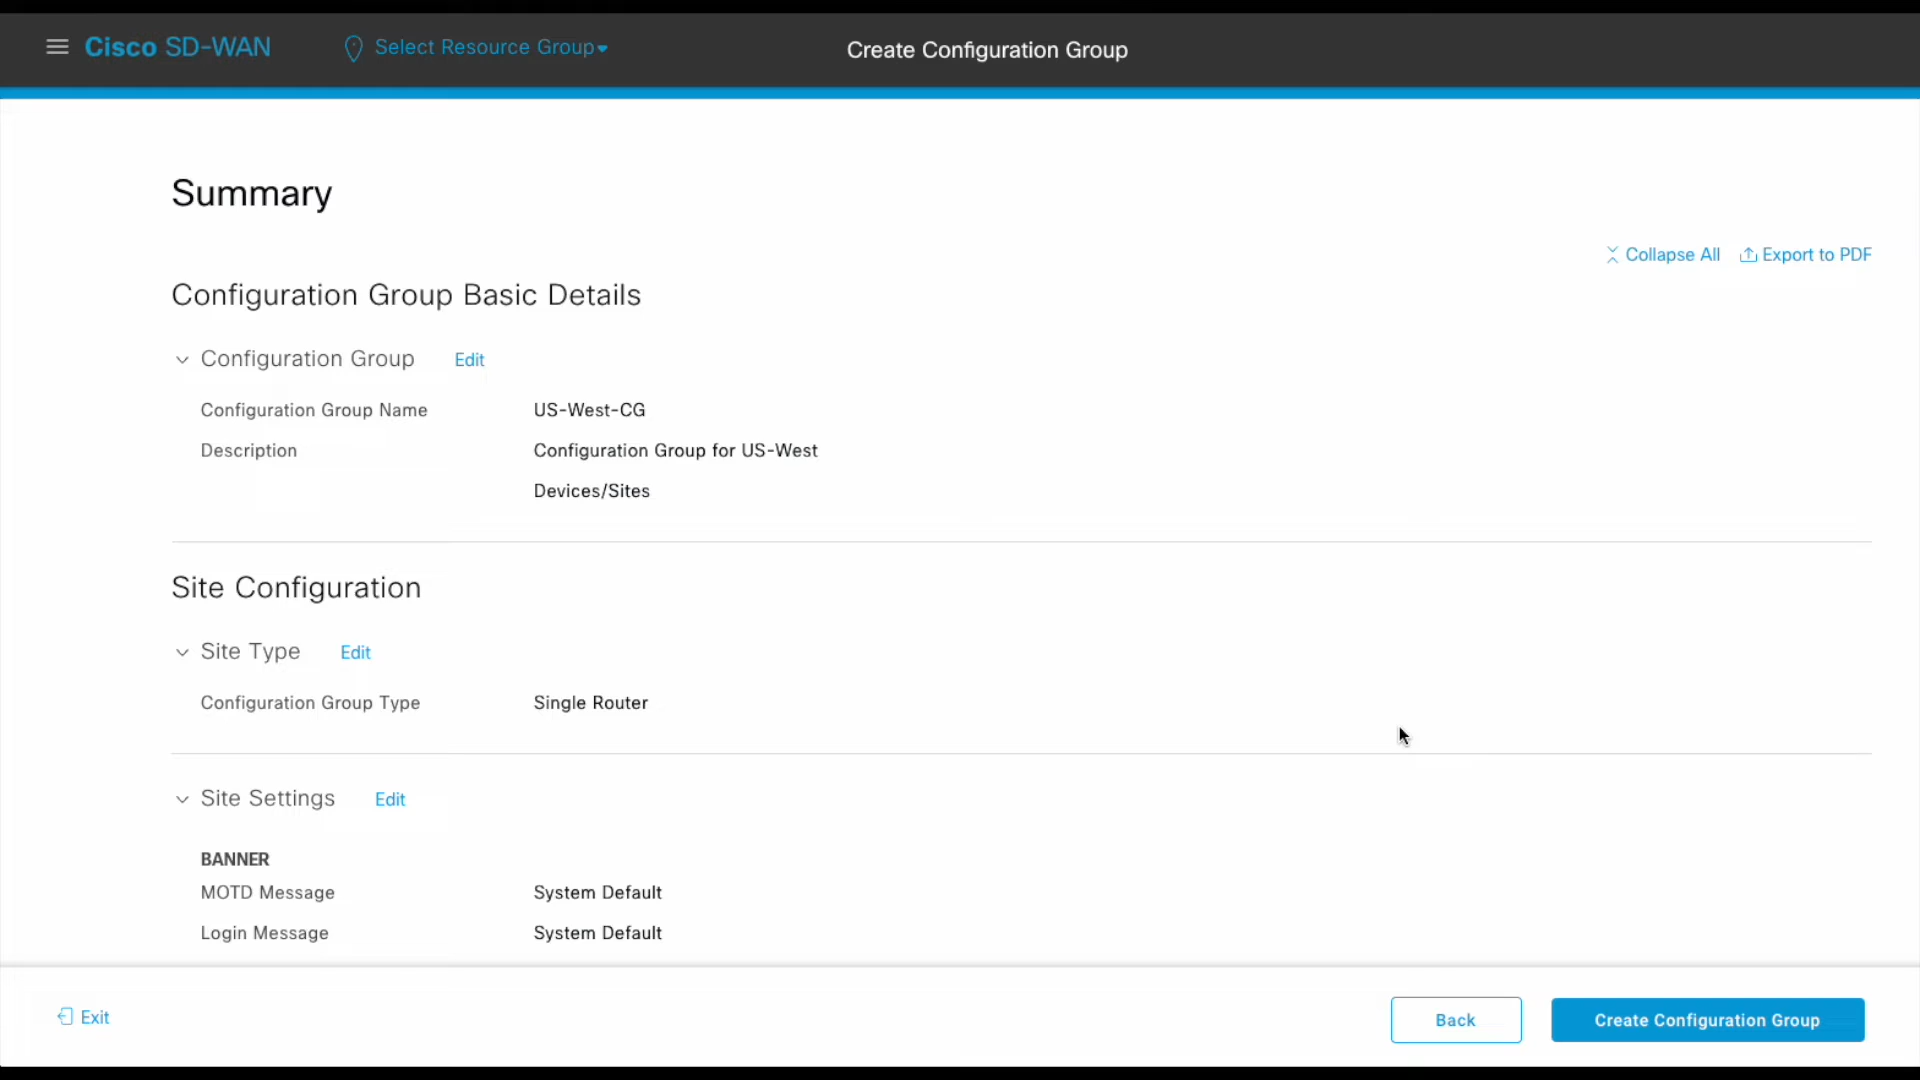 Cisco SD-WAN
Select Resource Group
Create Configuration Group
Summary
Collapse All
Export to PDF
Configuration Group Basic Details
Configuration Group
Edit
Configuration Group Name
US-West-CG
Description
Configuration Group for US-West
Devices/Sites
Site Configuration
Site Type
Edit
Configuration Group Type
Single Router
Site Settings
Edit
BANNER
MOTD Message
System Default
Login Message
System Default
Exit
Back
Create Configuration Group